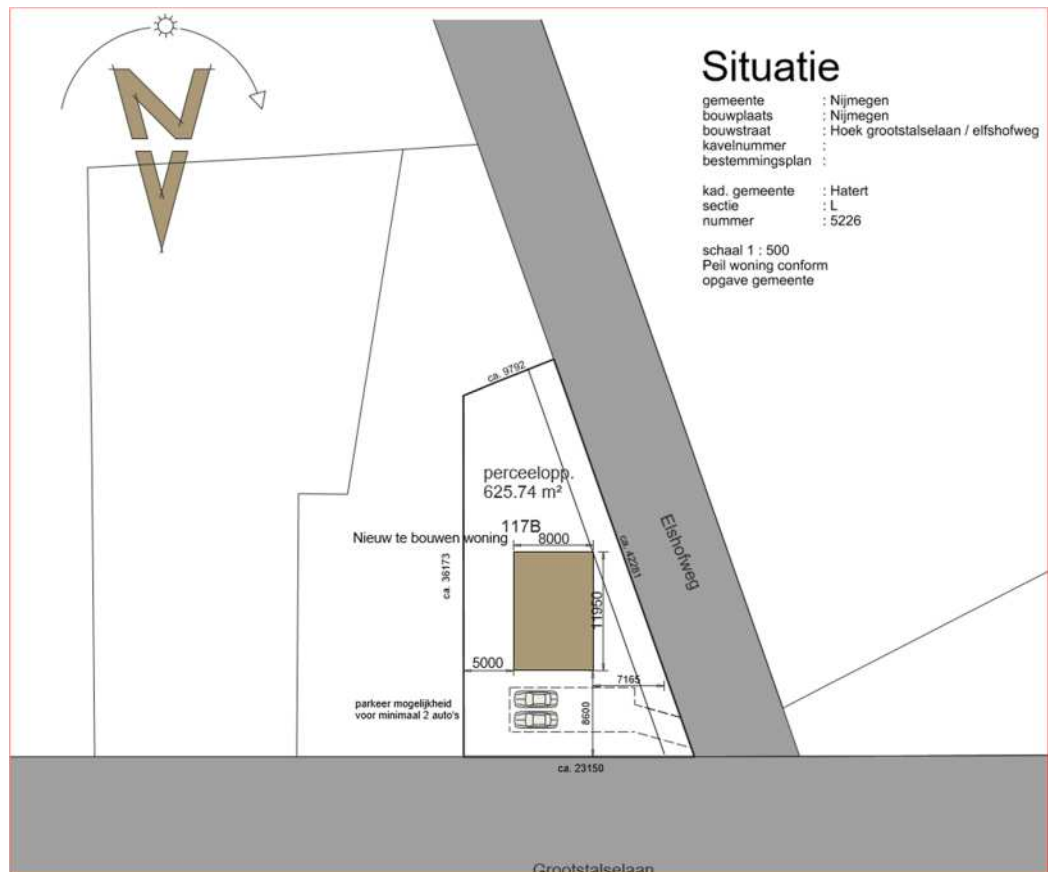 Situatie
gemeente : Nijmegen
bouwplaats : Nijmegen
bouwstraat : Hoek grootstalselaan / elfshofweg
kavelnummer :
bestemmingsplan :
kad. gemeente : Hatert
sectie : L
nummer : 5226
schaal 1 : 500
Peil woning conform
opgave gemeente
N
ca. 9792
perceelopp.
625.74 m²
117B
Nieuw te bouwen woning
8000
ca. 36173
ca. 42281
Elshofweg
11950
5000
7165
parkeer mogelijkheid
voor minimaal 2 auto's
8600
ca. 23150
Grootstalselaan